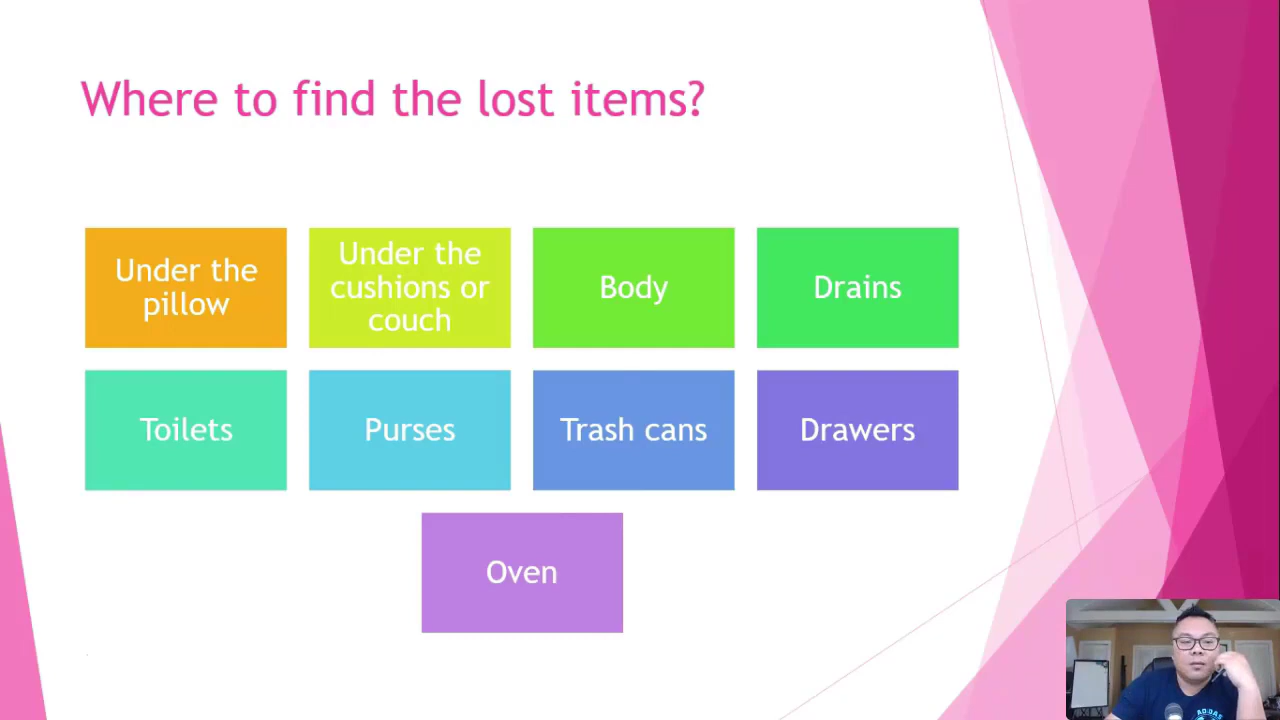 Where to find the lost items?
Under the
pillow
Under the
cushions or
couch
Body
Drains
Toilets
Purses
Trash cans
Drawers
Oven